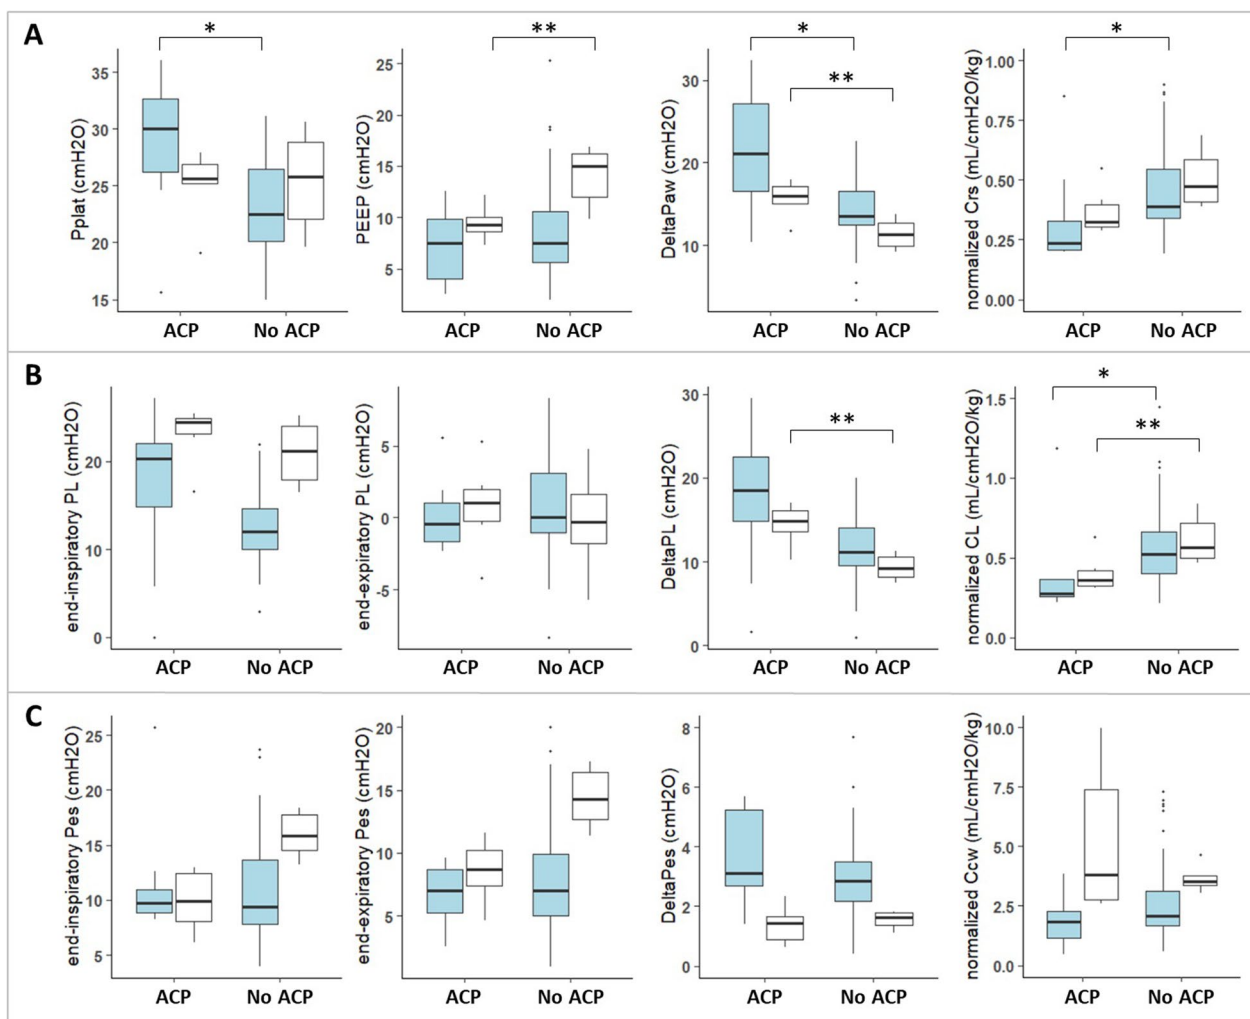 A
*
**
*
**
*
Pplat (cmH2O)
35
30
25
20
15
ACP
No ACP
PEEP (cmH2O)
25
20
15
10
5
ACP
No ACP
DeltaPaw (cmH2O)
30
20
10
ACP
No ACP
normalized Crs (mL/cmH2O/kg)
1.00
0.75
0.50
0.25
0.00
ACP
No ACP
B
**
*
**
end-inspiratory PL (cmH2O)
20
10
0
ACP
No ACP
end-expiratory PL (cmH2O)
5
0
-5
ACP
No ACP
DeltaPL (cmH2O)
30
20
10
0
ACP
No ACP
normalized CL (mL/cmH2O/kg)
1.5
1.0
0.5
0.0
ACP
No ACP
C
end-inspiratory Pes (cmH2O)
25
20
15
10
5
ACP
No ACP
end-expiratory Pes (cmH2O)
20
15
10
5
ACP
No ACP
DeltaPes (cmH2O)
8
6
4
2
0
ACP
No ACP
normalized Ccw (mL/cmH2O/kg)
10.0
7.5
5.0
2.5
0.0
ACP
No ACP